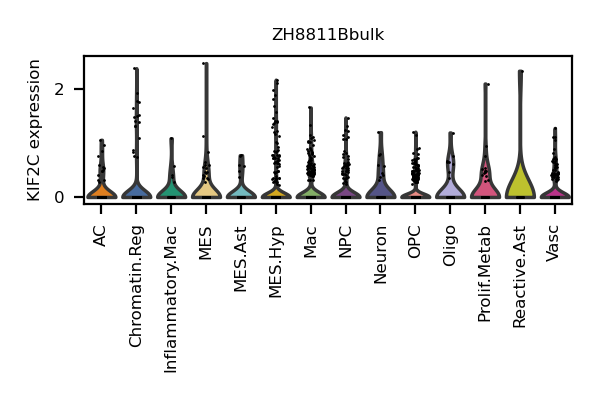 ZH8811Bbulk
KIF2C expression
2
0
AC
Chromatin.Reg
Inflammatory.Mac
MES
MES.Ast
MES.Hyp
Mac
NPC
Neuron
OPC
Oligo
Prolif.Metab
Reactive.Ast
Vasc